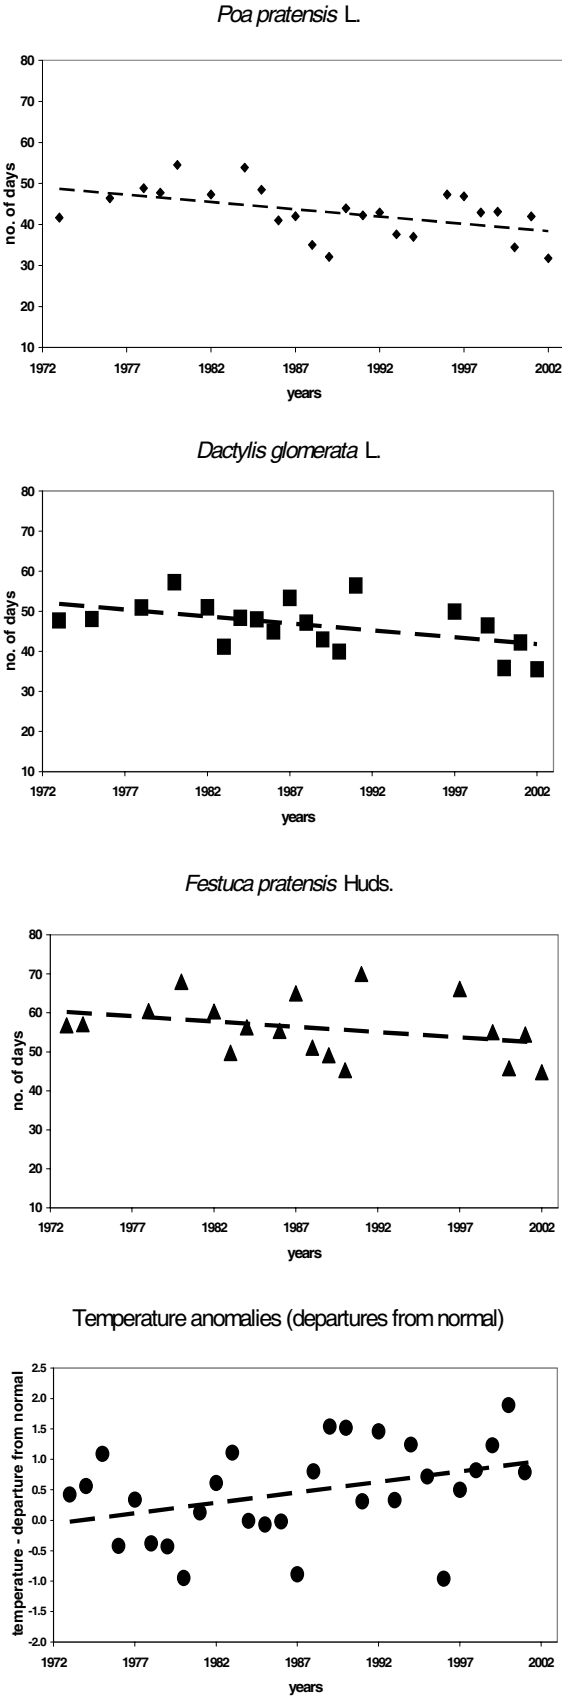 Poa pratensis L.
80
70
60
50
40
30
20
10
no. of days
1972 1977 1982 1987 1992 1997 2002
years
Dactylis glomerata L.
80
70
60
50
40
30
20
10
no. of days
1972 1977 1982 1987 1992 1997 2002
years
Festuca pratensis Huds.
80
70
60
50
40
30
20
10
no. of days
1972 1977 1982 1987 1992 1997 2002
years
Temperature anomalies (departures from normal)
2.5
2.0
1.5
1.0
0.5
0.0
-0.5
-1.0
-1.5
-2.0
temperature - departure from normal
1972 1977 1982 1987 1992 1997 2002
years